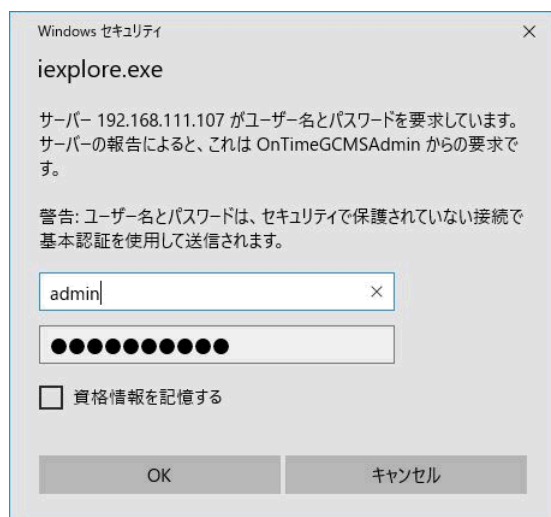 Windows セキュリティ
iexplore.exe
サーバー 192.168.111.107 がユーザー名とパスワードを要求しています。
サーバーの報告によると、これは OnTimeGCMSAdmin からの要求で
す。
警告: ユーザー名とパスワードは、セキュリティで保護されていない接続で
基本認証を使用して送信されます。
admin
●●●●●●●●●●
資格情報を記憶する
OK キャンセル